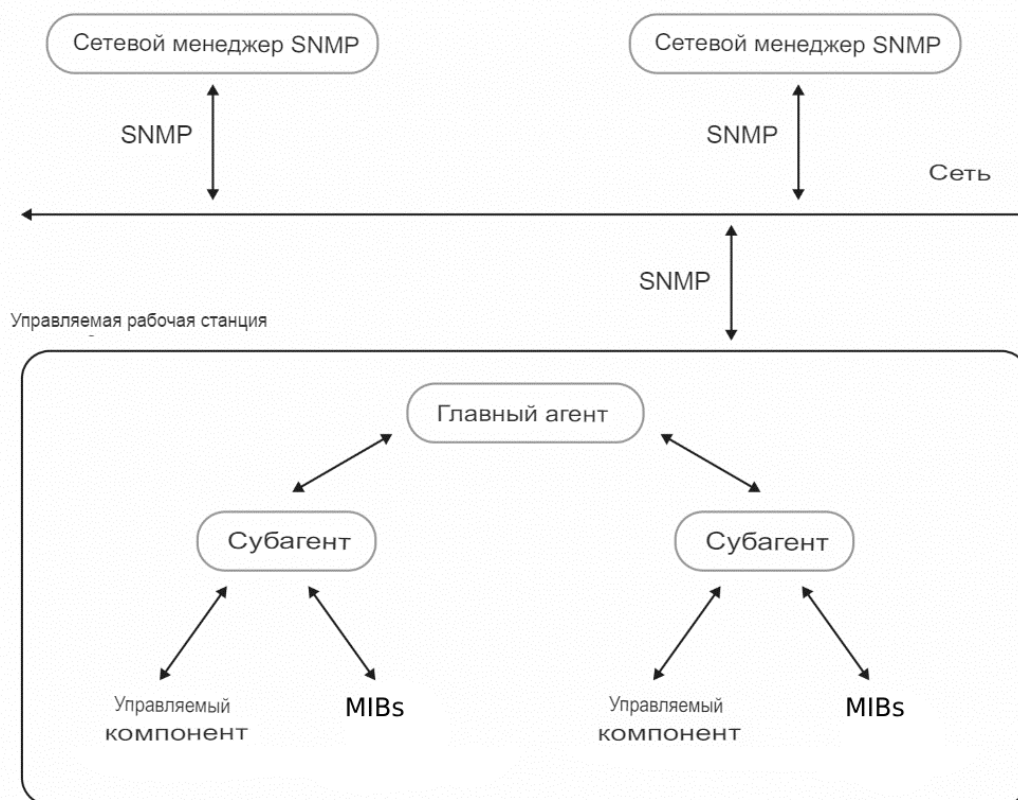 Сетевой менеджер SNMP
Сетевой менеджер SNMP
SNMP
SNMP
Сеть
SNMP
Управляемая рабочая станция
Главный агент
Субагент
Субагент
Управляемый
компонент
MIBs
Управляемый
компонент
MIBs